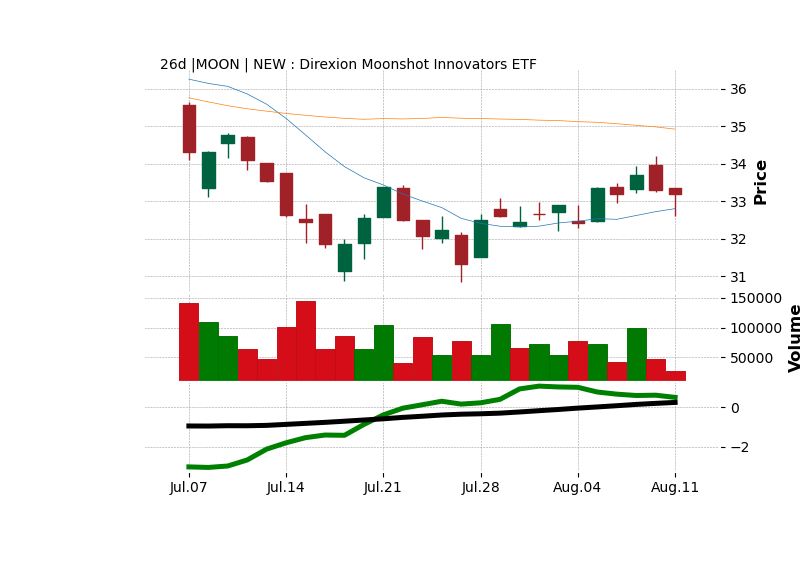 26d |MOON | NEW : Direxion Moonshot Innovators ETF
36
35
34
33
32
31
Price
150000
100000
50000
Volume
0
−2
Jul.07 Jul.14 Jul.21 Jul.28 Aug.04 Aug.11